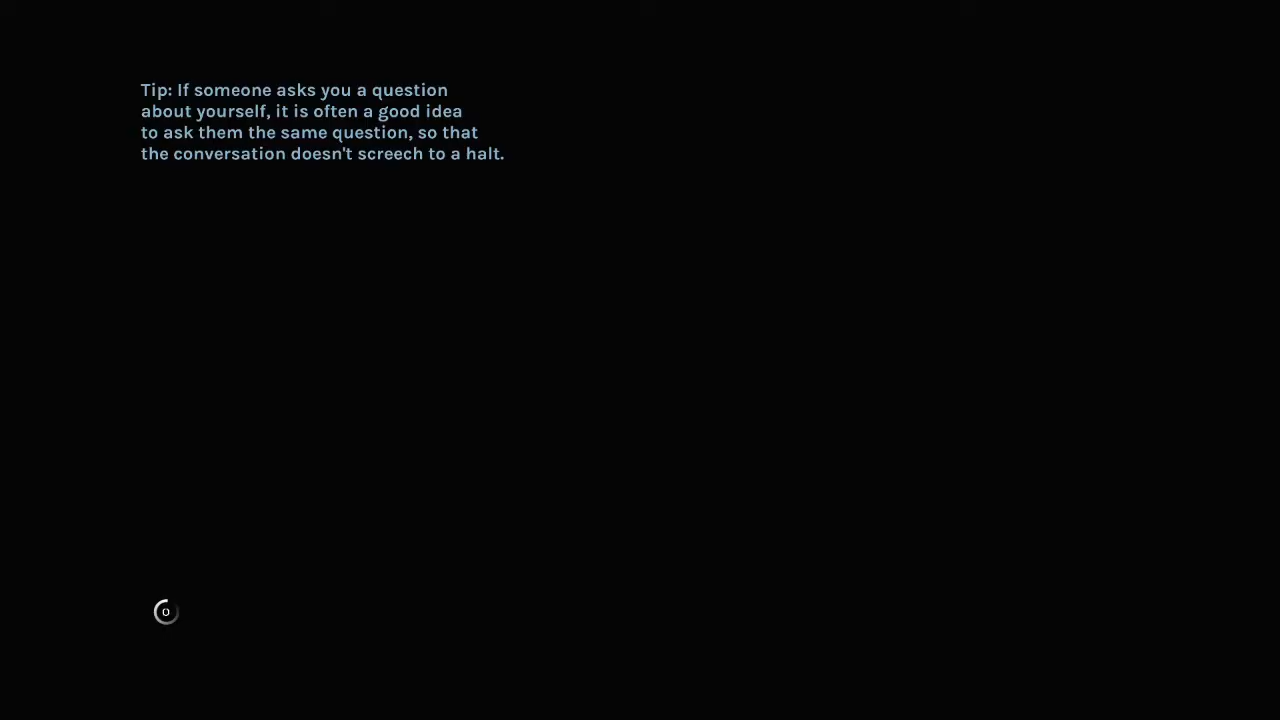 Tip: If someone asks you a question
about yourself, it is often a good idea
to ask them the same question, so that
the conversation doesn't screech to a halt.
0